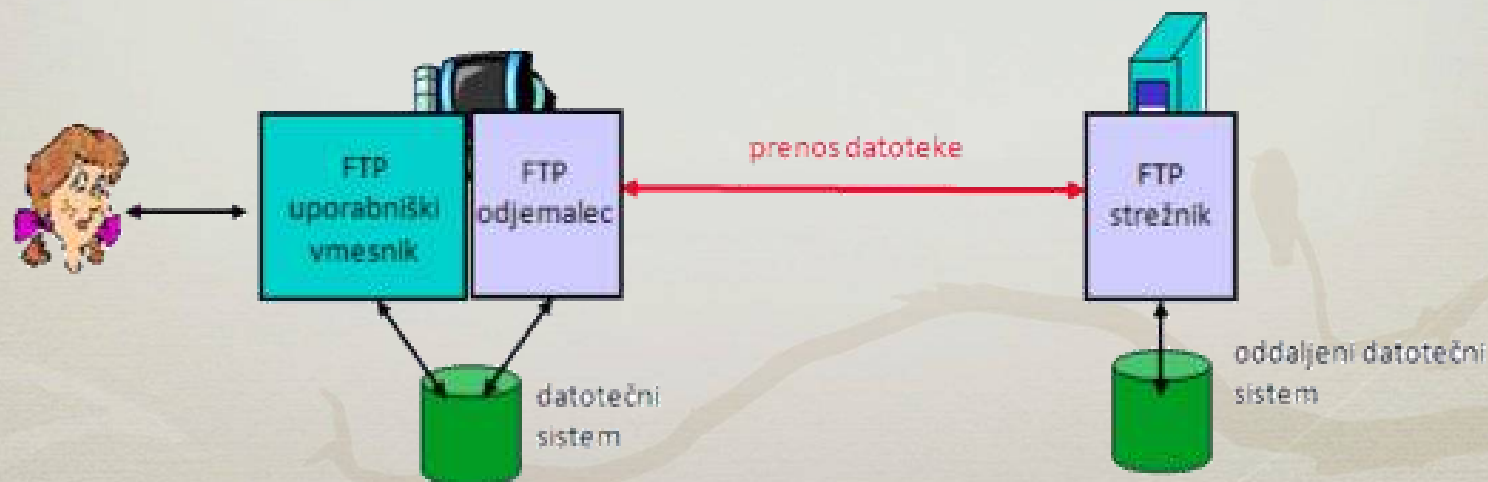 FTP
uporabniški
vmesnik
FTP
odjemalec
prenos datoteke
FTP
strežnik
datotečni
sistem
oddaljeni datotečni
sistem